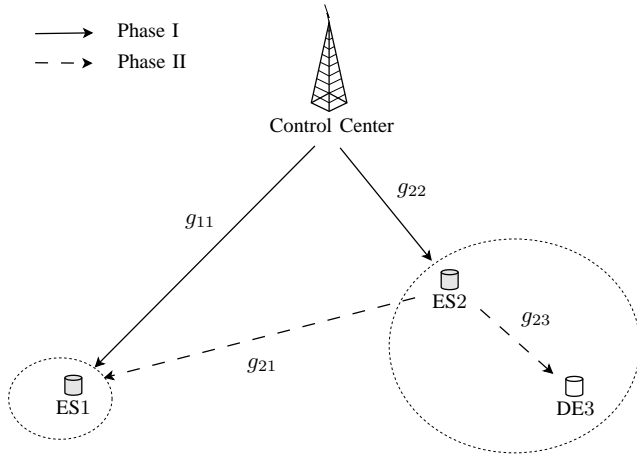 Phase I
Phase II
Control Center
g11
g22
ES2
g23
g21
ES1
DE3